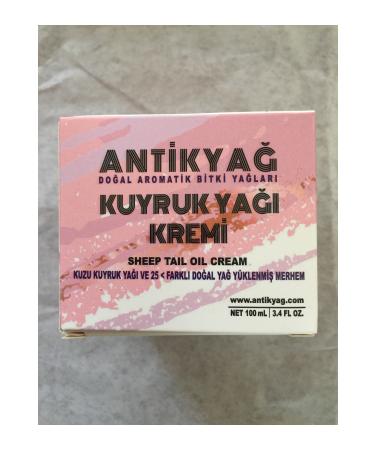 ANTİKYAĞ
DOĞAL AROMATİK BİTKİ YAĞLARI
KUYRUK YAĞI
KREMİ
SHEEP TAIL OIL CREAM
KUZU KUYRUK YAĞI VE 25 < FARKLI DOĞAL YAĞ YÜKLENMİŞ MERHEM
www.antikyag.com
NET 100 mL | 3.4 FL OZ.